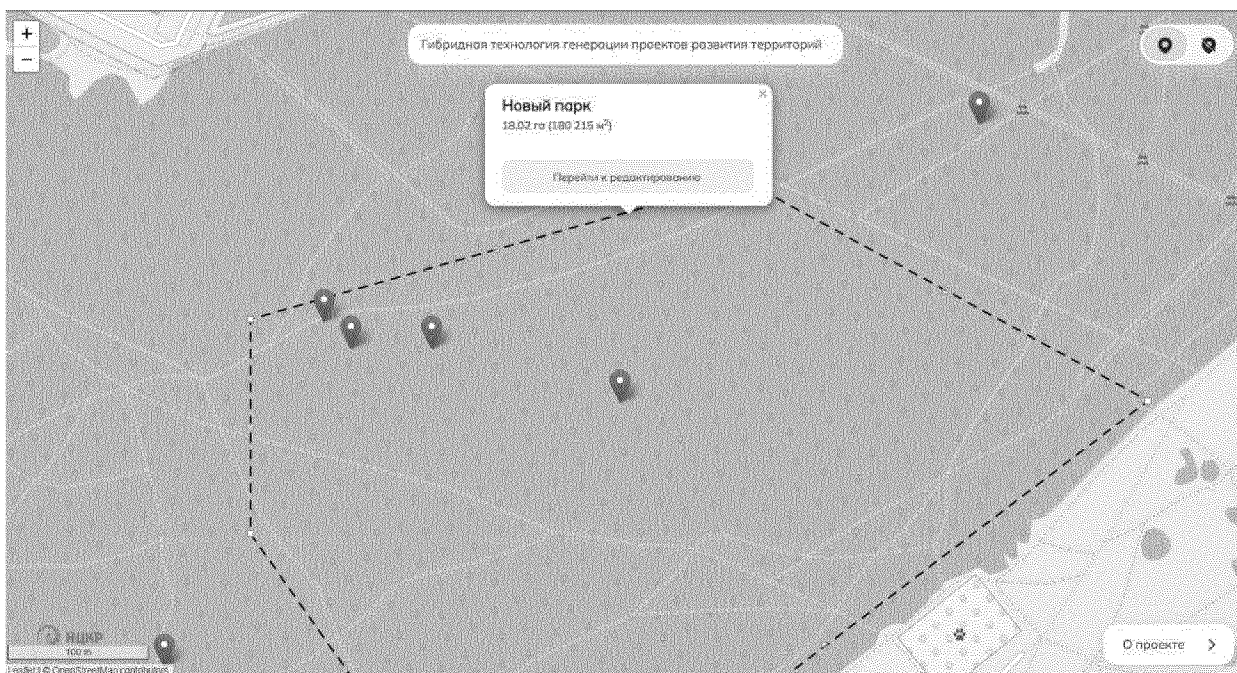 +
−
Гибридная технология генерации проектов развития территорий
Новый парк
×
18.02 га (180 215 м²)
Перейти к редактированию
НЦКР
100 m
Leaflet | © OpenStreetMap contributors
О проекте >